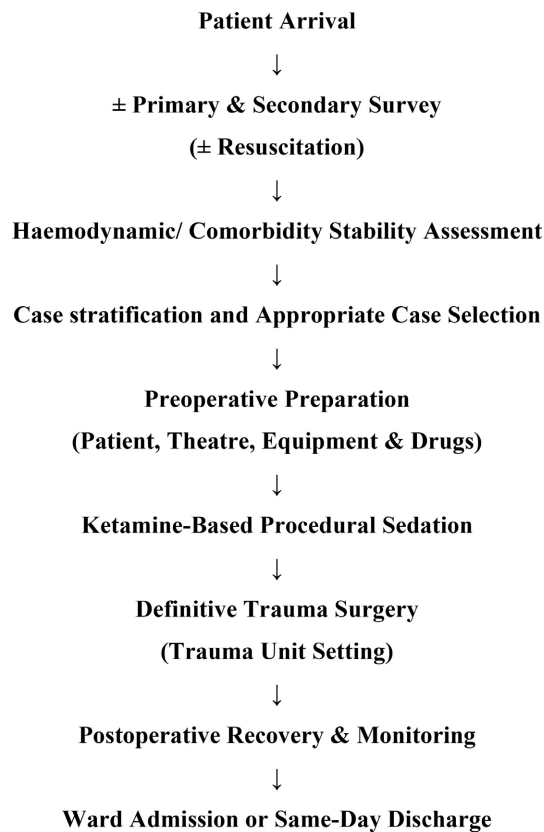 Patient Arrival
↓
± Primary & Secondary Survey
(± Resuscitation)
↓
Haemodynamic/ Comorbidity Stability Assessment
↓
Case stratification and Appropriate Case Selection
↓
Preoperative Preparation
(Patient, Theatre, Equipment & Drugs)
↓
Ketamine-Based Procedural Sedation
↓
Definitive Trauma Surgery
(Trauma Unit Setting)
↓
Postoperative Recovery & Monitoring
↓
Ward Admission or Same-Day Discharge